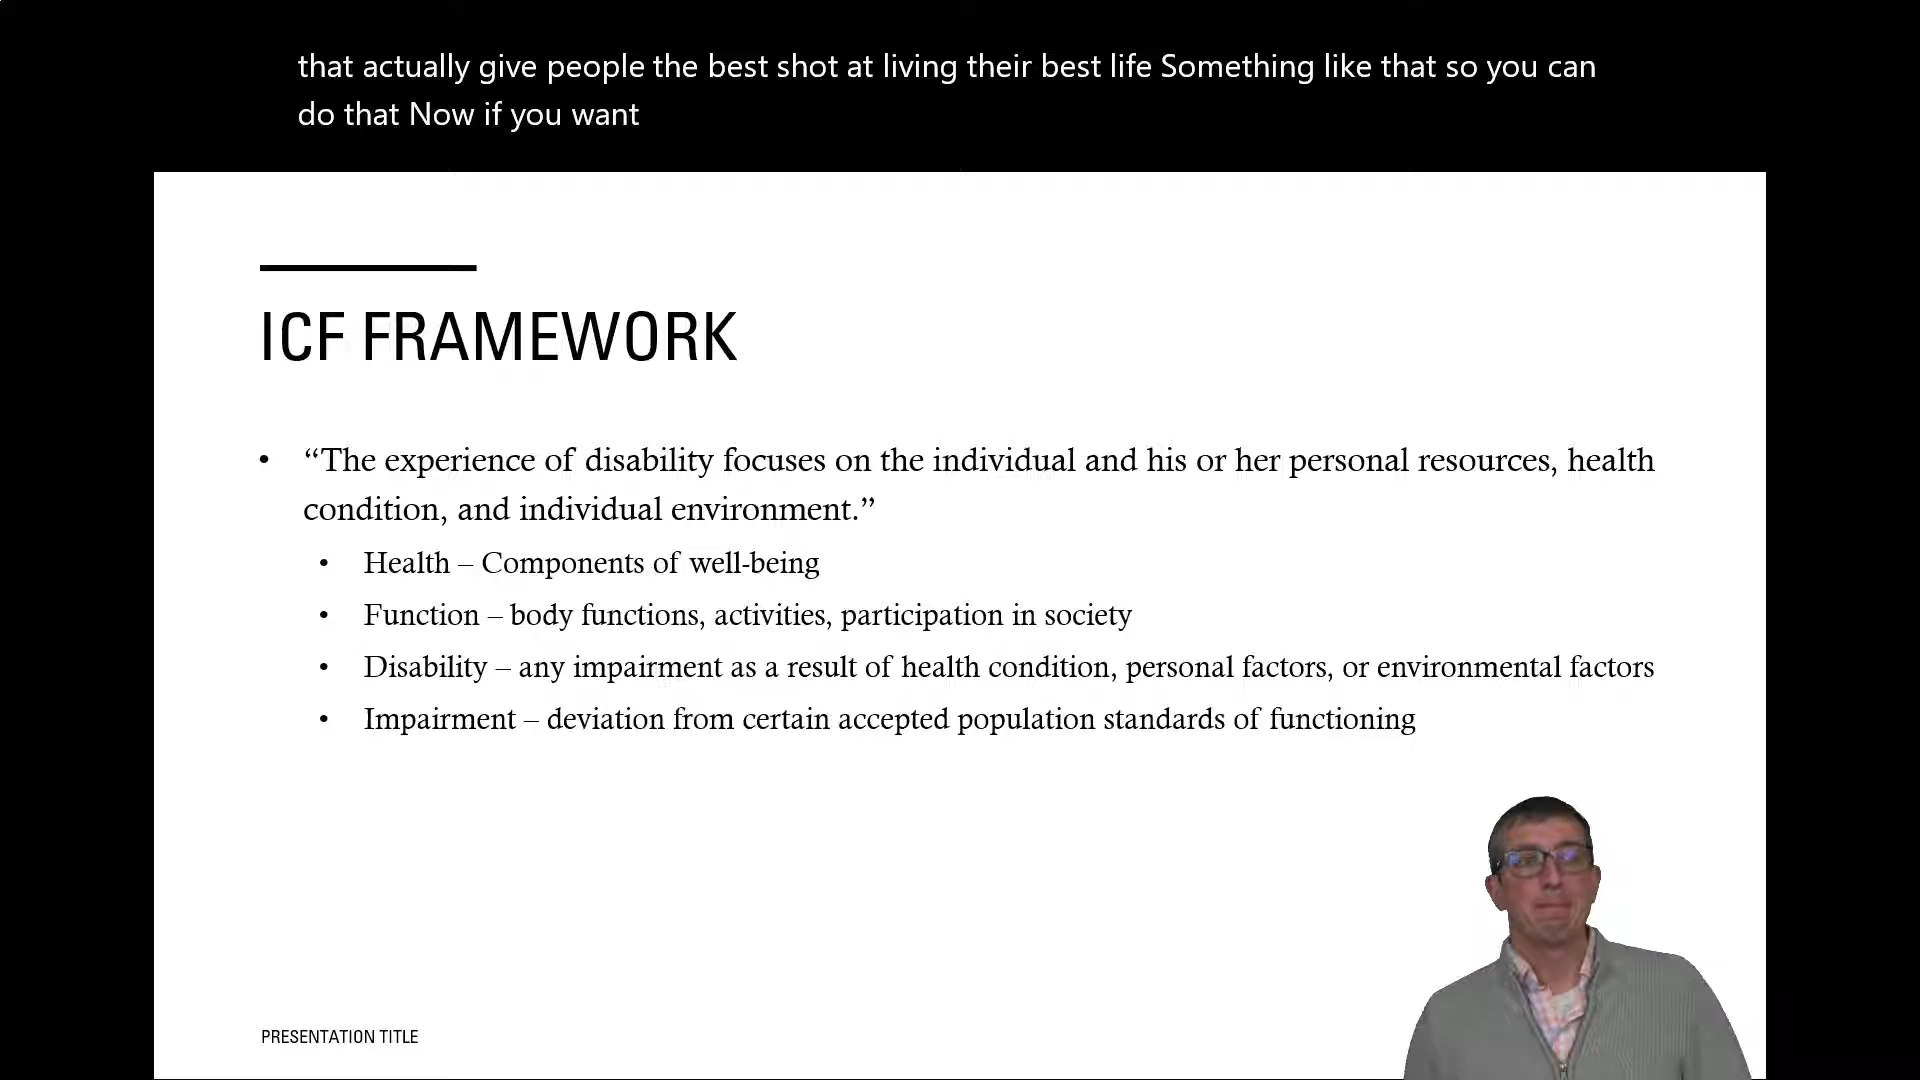 that actually give people the best shot at living their best life Something like that so you can
do that Now if you want
ICF FRAMEWORK
• “The experience of disability focuses on the individual and his or her personal resources, health
condition, and individual environment.”
• Health – Components of well-being
• Function – body functions, activities, participation in society
• Disability – any impairment as a result of health condition, personal factors, or environmental factors
• Impairment – deviation from certain accepted population standards of functioning
PRESENTATION TITLE